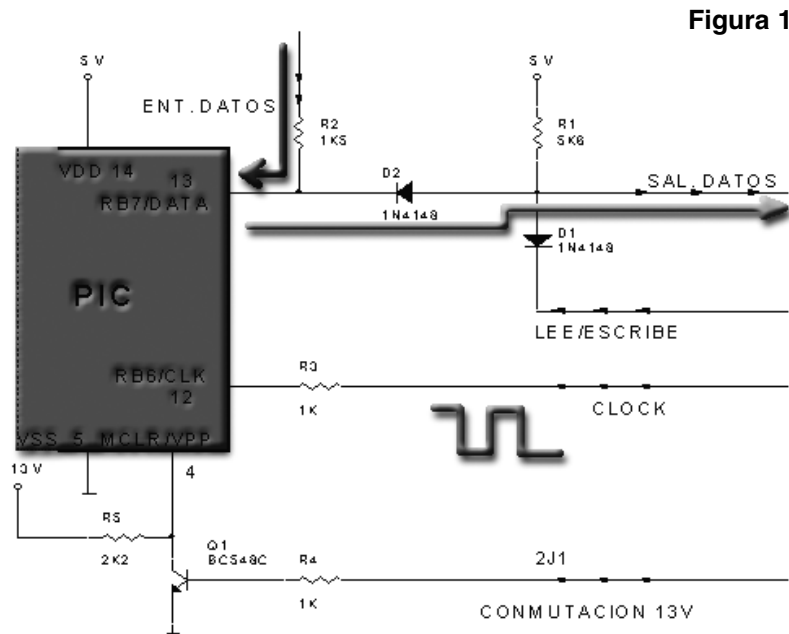 Figura 1
5 V
5 V
ENT.DATOS
R2
1K5
R1
5K6
VDD 14
13
RB7/DATA
D2
1N4148
SAL.DATOS
D1
1N4148
PIC
LEE/ESCRIBE
RB6/CLK
12
R3
1K
CLOCK
VSS 5 MCLR/VPP
4
13 V
R5
2K2
Q1
BC548C
R4
1K
2J1
CONMUTACION 13V